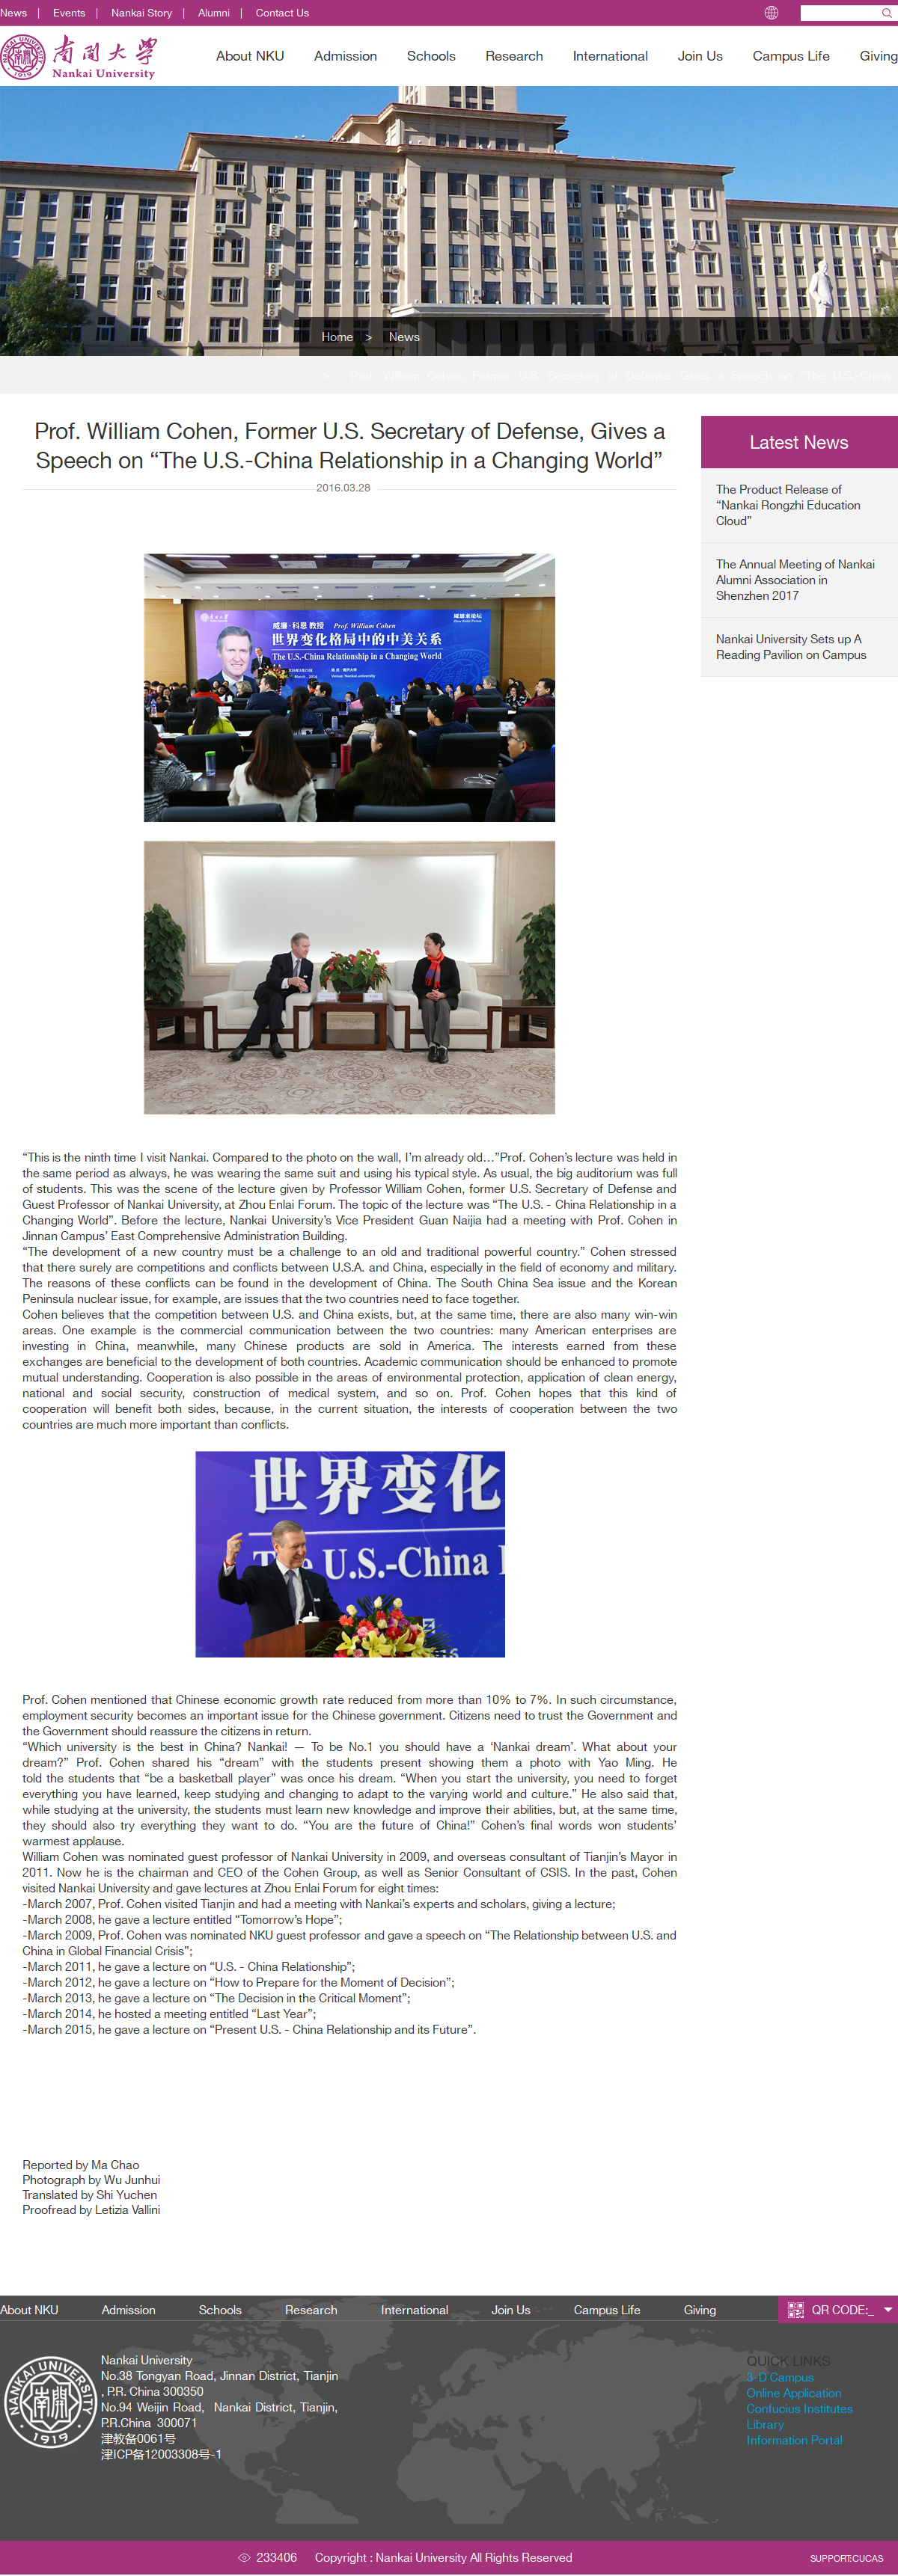 News | Events | Nankai Story | Alumni | Contact Us
南開大學
Nankai University
NANKAI UNIVERSITY
1919
About NKU Admission Schools Research International Join Us Campus Life Giving
Home > News
> Prof. William Cohen, Former U.S. Secretary of Defense, Gives a Speech on “The U.S.-China
Prof. William Cohen, Former U.S. Secretary of Defense, Gives a
Speech on “The U.S.-China Relationship in a Changing World”
2016.03.28
Latest News
The Product Release of
“Nankai Rongzhi Education
Cloud”
The Annual Meeting of Nankai
Alumni Association in
Shenzhen 2017
Nankai University Sets up A
Reading Pavilion on Campus
威廉·科恩 教授 Prof. William Cohen
世界变化格局中的中美关系
The U.S.-China Relationship in a Changing World
“This is the ninth time I visit Nankai. Compared to the photo on the wall, I’m already old…”Prof. Cohen’s lecture was held in
the same period as always, he was wearing the same suit and using his typical style. As usual, the big auditorium was full
of students. This was the scene of the lecture given by Professor William Cohen, former U.S. Secretary of Defense and
Guest Professor of Nankai University, at Zhou Enlai Forum. The topic of the lecture was “The U.S. - China Relationship in a
Changing World”. Before the lecture, Nankai University’s Vice President Guan Naijia had a meeting with Prof. Cohen in
Jinnan Campus’ East Comprehensive Administration Building.
“The development of a new country must be a challenge to an old and traditional powerful country.” Cohen stressed
that there surely are competitions and conflicts between U.S.A. and China, especially in the field of economy and military.
The reasons of these conflicts can be found in the development of China. The South China Sea issue and the Korean
Peninsula nuclear issue, for example, are issues that the two countries need to face together.
Cohen believes that the competition between U.S. and China exists, but, at the same time, there are also many win-win
areas. One example is the commercial communication between the two countries: many American enterprises are
investing in China, meanwhile, many Chinese products are sold in America. The interests earned from these
exchanges are beneficial to the development of both countries. Academic communication should be enhanced to promote
mutual understanding. Cooperation is also possible in the areas of environmental protection, application of clean energy,
national and social security, construction of medical system, and so on. Prof. Cohen hopes that this kind of
cooperation will benefit both sides, because, in the current situation, the interests of cooperation between the two
countries are much more important than conflicts.
世界变化
The U.S.-China
Prof. Cohen mentioned that Chinese economic growth rate reduced from more than 10% to 7%. In such circumstance,
employment security becomes an important issue for the Chinese government. Citizens need to trust the Government and
the Government should reassure the citizens in return.
“Which university is the best in China? Nankai! — To be No.1 you should have a ‘Nankai dream’. What about your
dream?” Prof. Cohen shared his “dream” with the students present showing them a photo with Yao Ming. He
told the students that “be a basketball player” was once his dream. “When you start the university, you need to forget
everything you have learned, keep studying and changing to adapt to the varying world and culture.” He also said that,
while studying at the university, the students must learn new knowledge and improve their abilities, but, at the same time,
they should also try everything they want to do. “You are the future of China!” Cohen’s final words won students’
warmest applause.
William Cohen was nominated guest professor of Nankai University in 2009, and overseas consultant of Tianjin’s Mayor in
2011. Now he is the chairman and CEO of the Cohen Group, as well as Senior Consultant of CSIS. In the past, Cohen
visited Nankai University and gave lectures at Zhou Enlai Forum for eight times:
-March 2007, Prof. Cohen visited Tianjin and had a meeting with Nankai’s experts and scholars, giving a lecture;
-March 2008, he gave a lecture entitled “Tomorrow’s Hope”;
-March 2009, Prof. Cohen was nominated NKU guest professor and gave a speech on “The Relationship between U.S. and
China in Global Financial Crisis”;
-March 2011, he gave a lecture on “U.S. - China Relationship”;
-March 2012, he gave a lecture on “How to Prepare for the Moment of Decision”;
-March 2013, he gave a lecture on “The Decision in the Critical Moment”;
-March 2014, he hosted a meeting entitled “Last Year”;
-March 2015, he gave a lecture on “Present U.S. - China Relationship and its Future”.
Reported by Ma Chao
Photograph by Wu Junhui
Translated by Shi Yuchen
Proofread by Letizia Vallini
About NKU Admission Schools Research International Join Us Campus Life Giving QR CODE:_
NANKAI UNIVERSITY
1919
Nankai University
No.38 Tongyan Road, Jinnan District, Tianjin
, P.R. China 300350
No.94 Weijin Road, Nankai District, Tianjin,
P.R.China 300071
津教备0061号
津ICP备12003308号-1
QUICK LINKS
3-D Campus
Online Application
Confucius Institutes
Library
Information Portal
233406 Copyright : Nankai University All Rights Reserved
SUPPORT:CUCAS